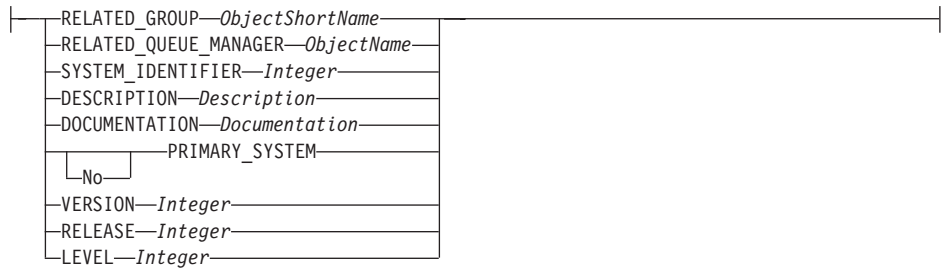 RELATED_GROUP ObjectShortName
RELATED_QUEUE_MANAGER ObjectName
SYSTEM_IDENTIFIER Integer
DESCRIPTION Description
DOCUMENTATION Documentation
PRIMARY_SYSTEM
No
VERSION Integer
RELEASE Integer
LEVEL Integer